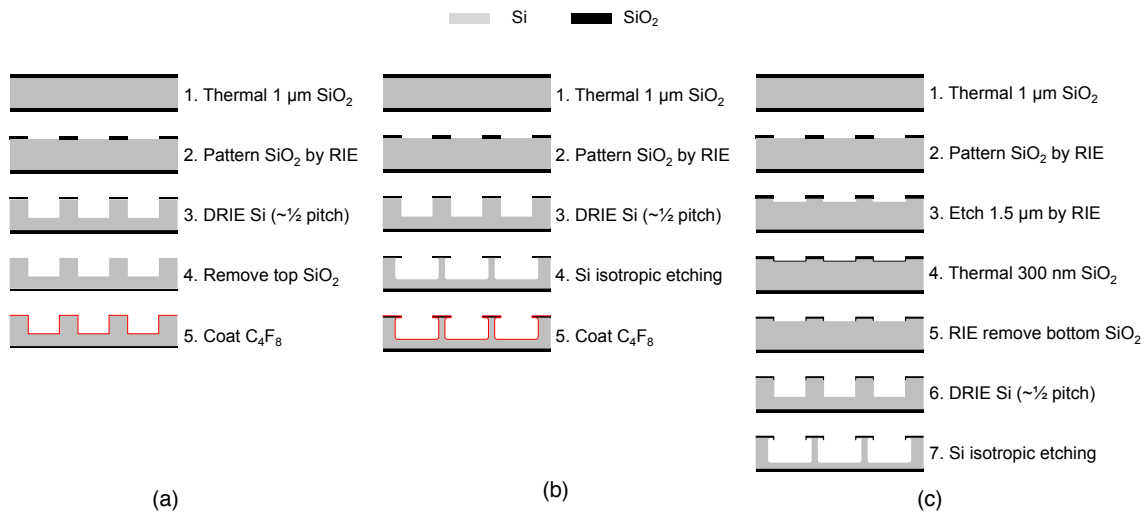 Si
SiO₂
1. Thermal 1 µm SiO₂
2. Pattern SiO₂ by RIE
3. DRIE Si (~½ pitch)
4. Remove top SiO₂
5. Coat C₄F₈
(a)
1. Thermal 1 µm SiO₂
2. Pattern SiO₂ by RIE
3. DRIE Si (~½ pitch)
4. Si isotropic etching
5. Coat C₄F₈
(b)
1. Thermal 1 µm SiO₂
2. Pattern SiO₂ by RIE
3. Etch 1.5 µm by RIE
4. Thermal 300 nm SiO₂
5. RIE remove bottom SiO₂
6. DRIE Si (~½ pitch)
7. Si isotropic etching
(c)